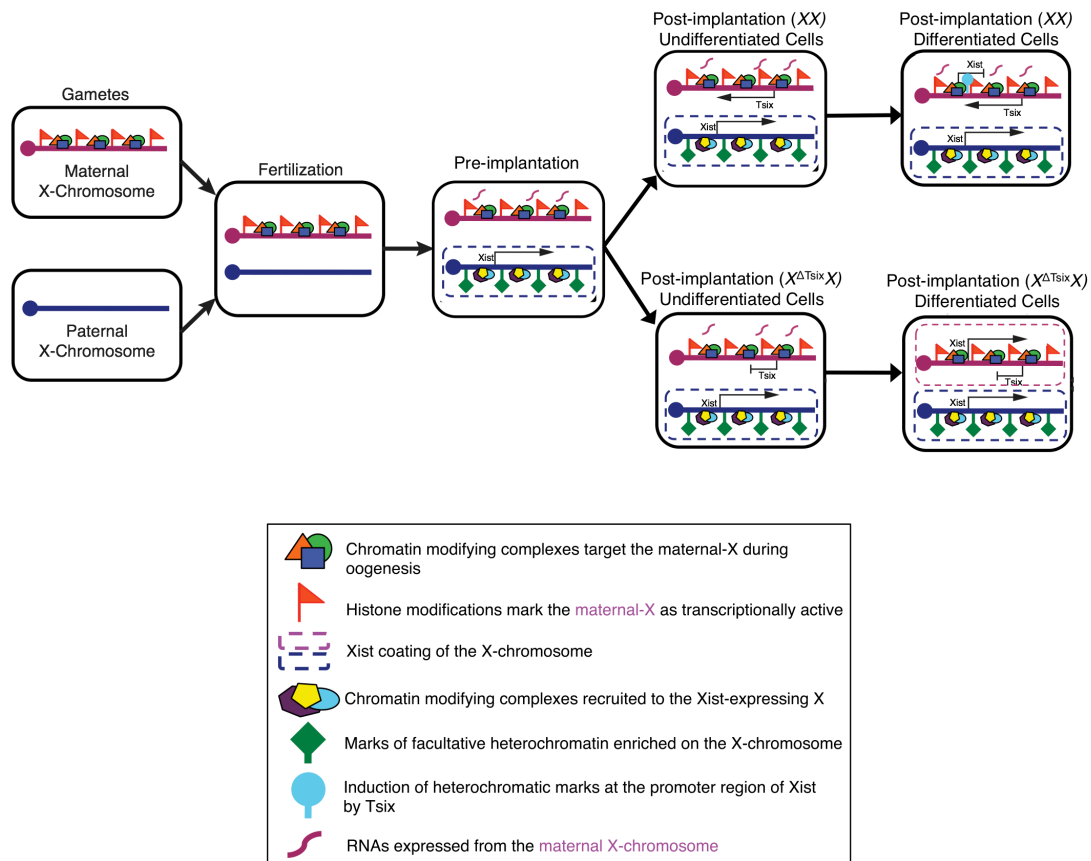 Gametes
Maternal
X-Chromosome
Paternal
X-Chromosome
Fertilization
Pre-implantation
Xist
Post-implantation (XX)
Undifferentiated Cells
Tsix
Xist
Post-implantation (XX)
Differentiated Cells
Xist
Tsix
Xist
Post-implantation (X^ΔTsix X)
Undifferentiated Cells
Tsix
Xist
Post-implantation (X^ΔTsix X)
Differentiated Cells
Xist
Tsix
Xist
Chromatin modifying complexes target the maternal-X during
oogenesis
Histone modifications mark the maternal-X as transcriptionally active
Xist coating of the X-chromosome
Chromatin modifying complexes recruited to the Xist-expressing X
Marks of facultative heterochromatin enriched on the X-chromosome
Induction of heterochromatic marks at the promoter region of Xist
by Tsix
RNAs expressed from the maternal X-chromosome